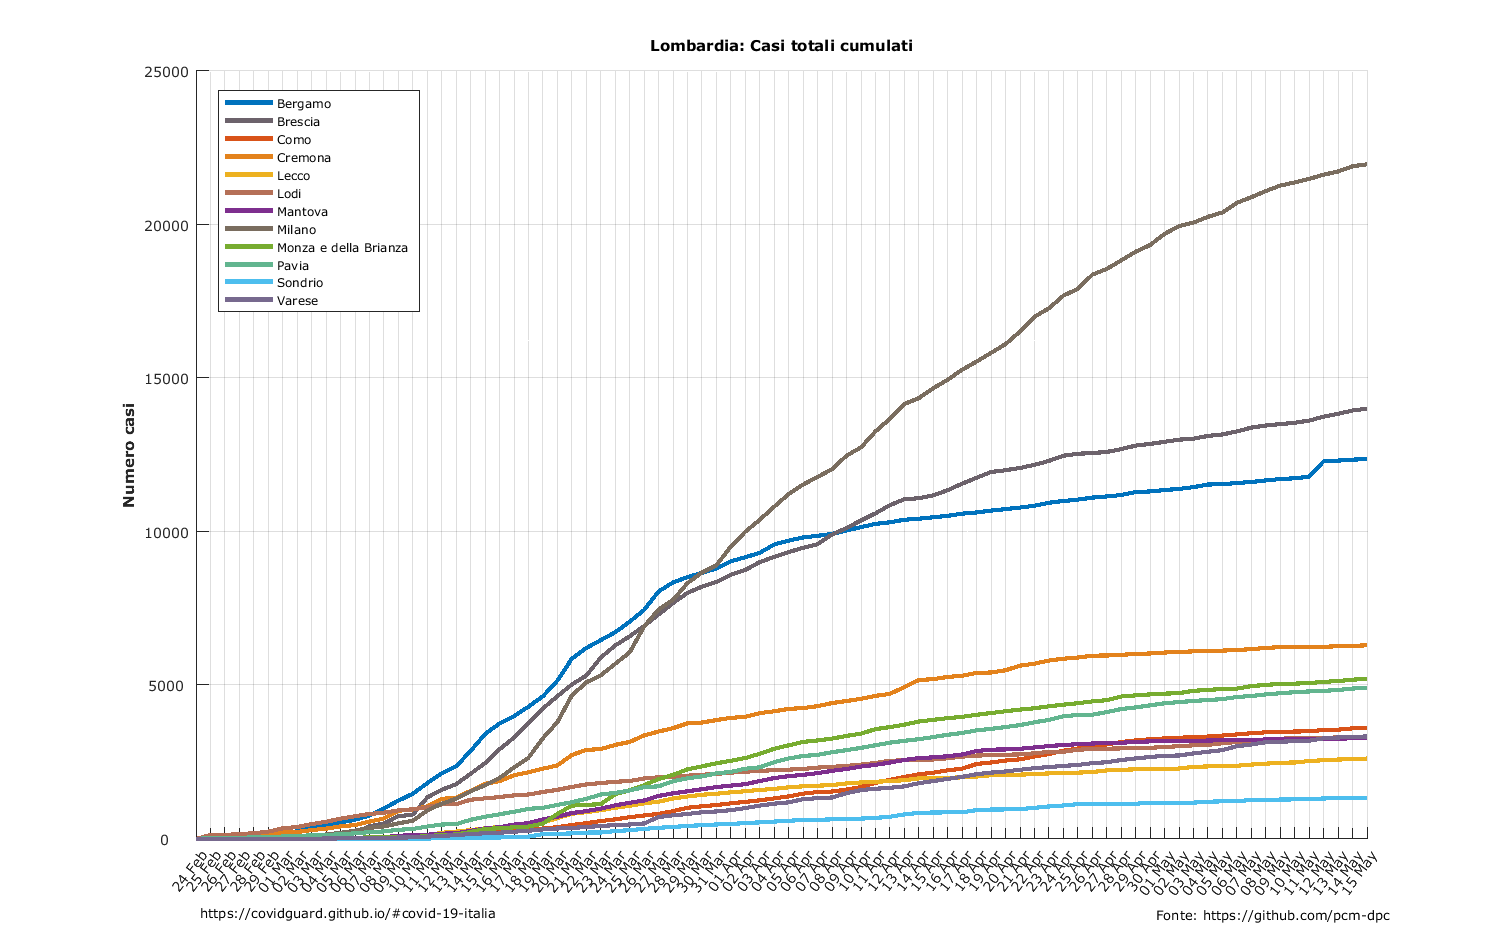 Lombardia: Casi totali cumulati
25000
20000
15000
10000
5000
0
Numero casi
Bergamo
Brescia
Como
Cremona
Lecco
Lodi
Mantova
Milano
Monza e della Brianza
Pavia
Sondrio
Varese
24 Feb
25 Feb
26 Feb
27 Feb
28 Feb
29 Feb
01 Mar
02 Mar
03 Mar
04 Mar
05 Mar
06 Mar
07 Mar
08 Mar
09 Mar
10 Mar
11 Mar
12 Mar
13 Mar
14 Mar
15 Mar
16 Mar
17 Mar
18 Mar
19 Mar
20 Mar
21 Mar
22 Mar
23 Mar
24 Mar
25 Mar
26 Mar
27 Mar
28 Mar
29 Mar
30 Mar
31 Mar
01 Apr
02 Apr
03 Apr
04 Apr
05 Apr
06 Apr
07 Apr
08 Apr
09 Apr
10 Apr
11 Apr
12 Apr
13 Apr
14 Apr
15 Apr
16 Apr
17 Apr
18 Apr
19 Apr
20 Apr
21 Apr
22 Apr
23 Apr
24 Apr
25 Apr
26 Apr
27 Apr
28 Apr
29 Apr
30 Apr
01 May
02 May
03 May
04 May
05 May
06 May
07 May
08 May
09 May
10 May
11 May
12 May
13 May
14 May
15 May
https://covidguard.github.io/#covid-19-italia
Fonte: https://github.com/pcm-dpc